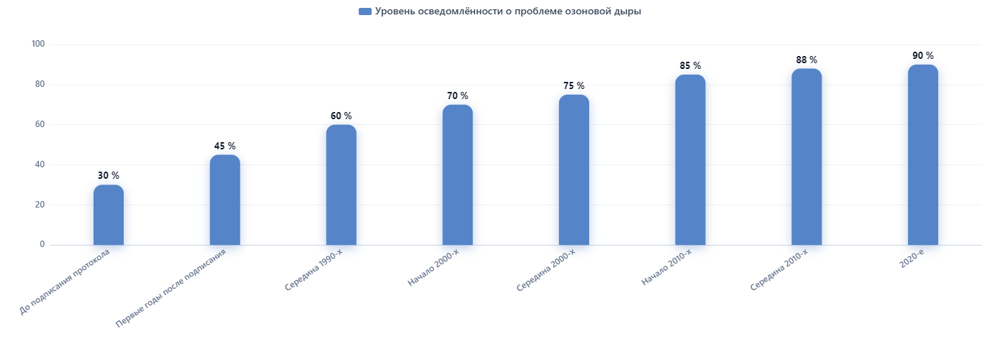 Уровень осведомлённости о проблеме озоновой дыры
100
80
60
40
20
0
30 %
45 %
60 %
70 %
75 %
85 %
88 %
90 %
До подписания протокола
Первые годы после подписания
Середина 1990-х
Начало 2000-х
Середина 2000-х
Начало 2010-х
Середина 2010-х
2020-е